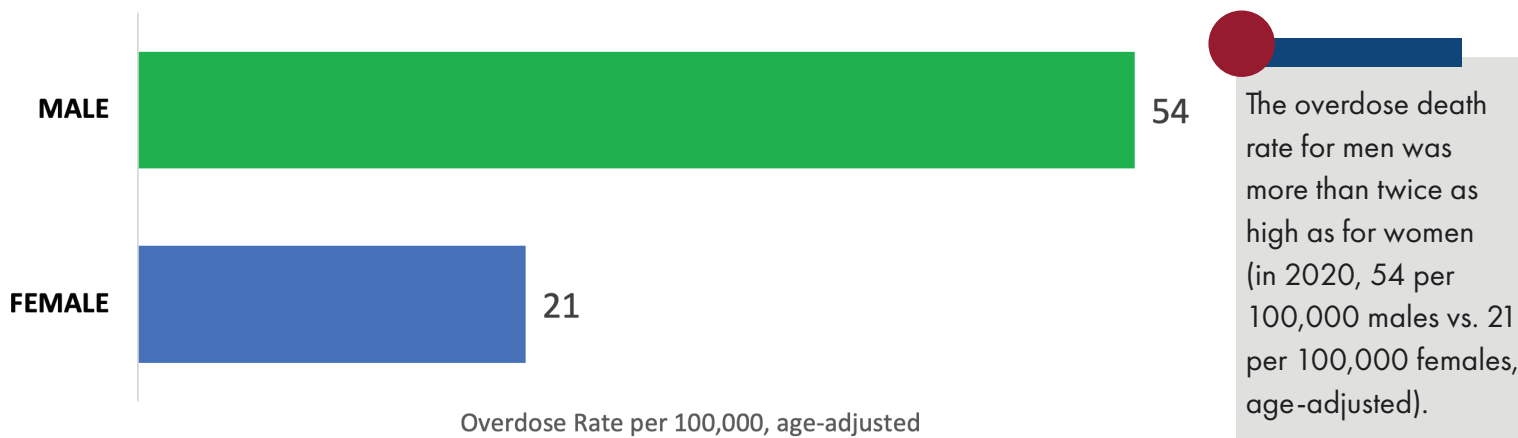 MALE
54
FEMALE
21
Overdose Rate per 100,000, age-adjusted
The overdose death
rate for men was
more than twice as
high as for women
(in 2020, 54 per
100,000 males vs. 21
per 100,000 females,
age-adjusted).